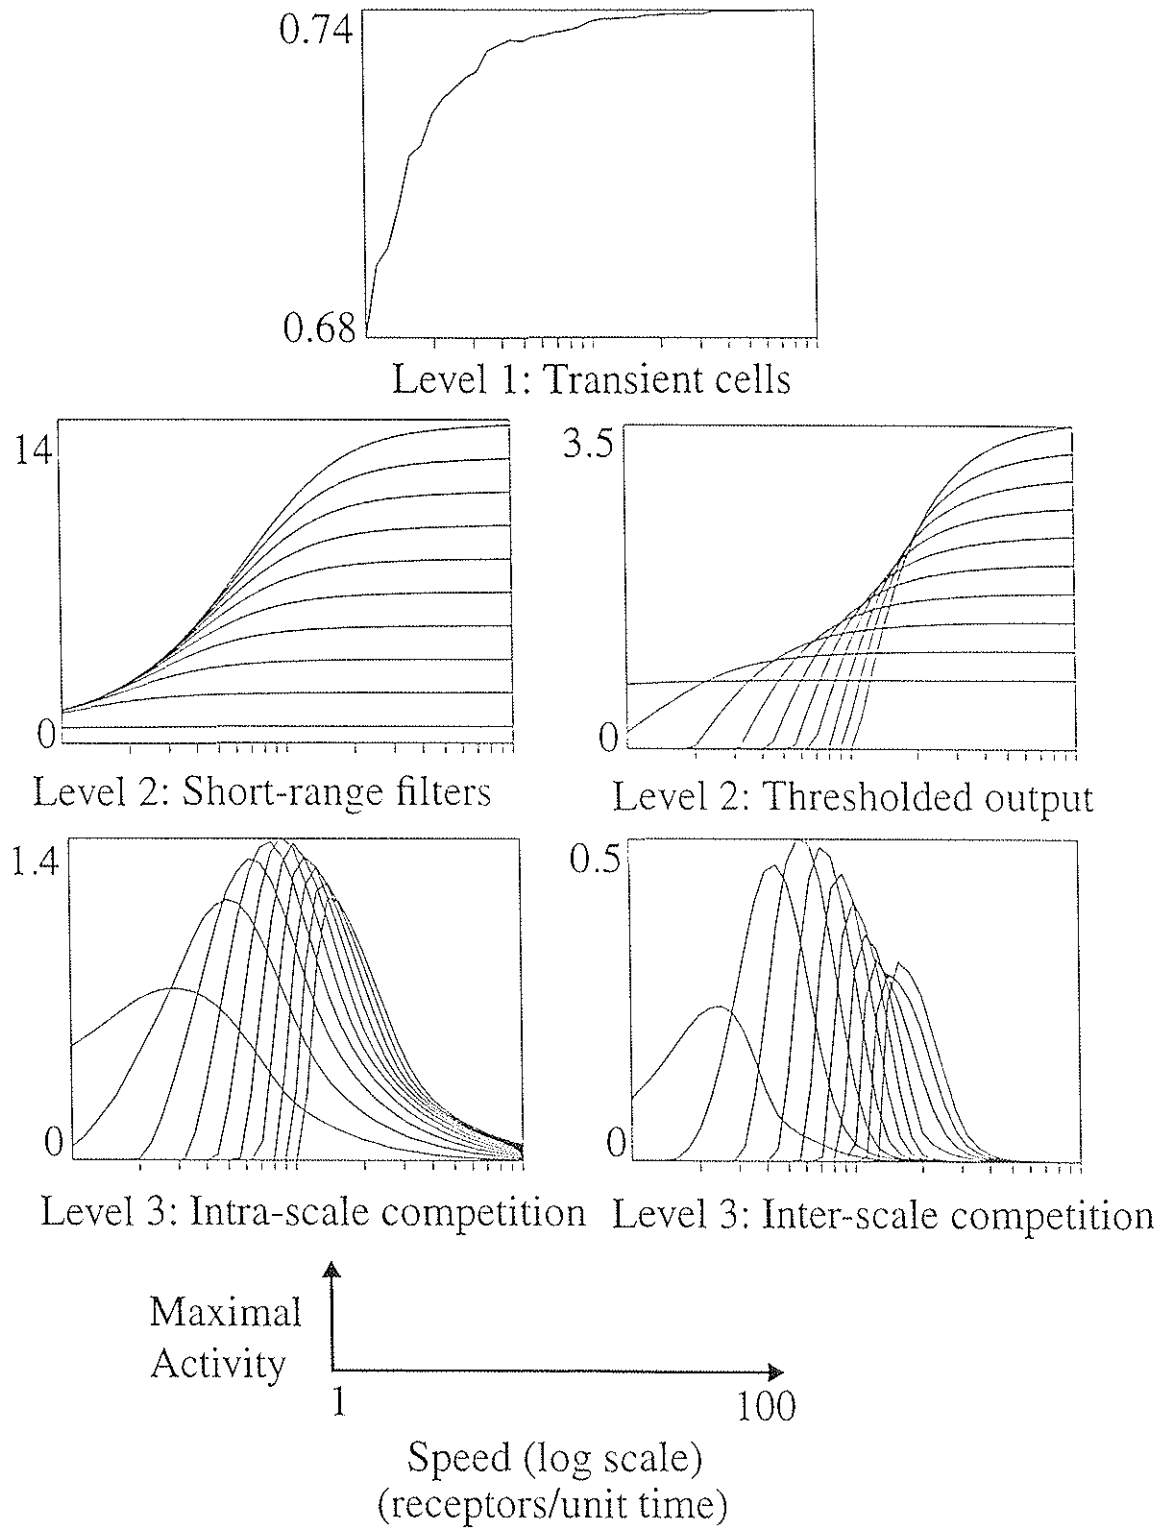 0.74
0.68
Level 1: Transient cells
14
0
Level 2: Short-range filters
3.5
0
Level 2: Thresholded output
1.4
0
Level 3: Intra-scale competition
0.5
0
Level 3: Inter-scale competition
Maximal
Activity
1
100
Speed (log scale)
(receptors/unit time)